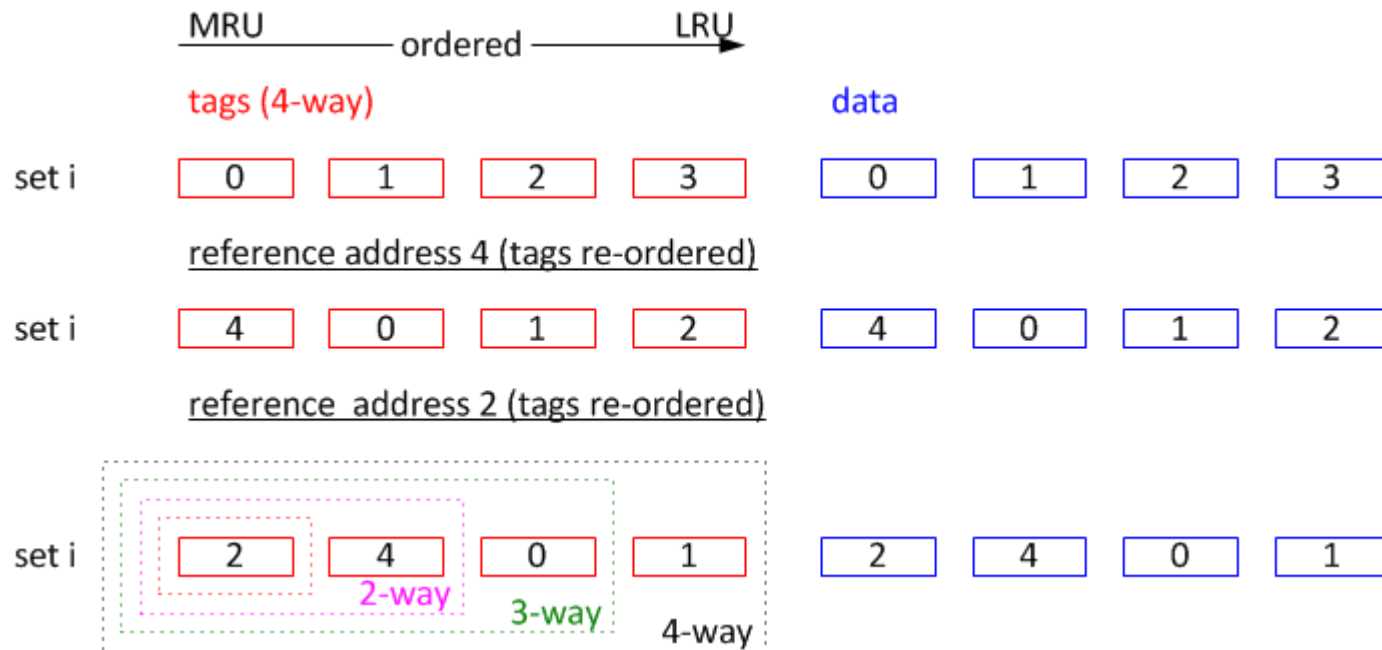 MRU ordered LRU
tags (4-way) data
set i 0 1 2 3 0 1 2 3
reference address 4 (tags re-ordered)
set i 4 0 1 2 4 0 1 2
reference address 2 (tags re-ordered)
set i 2 4 0 1 2 4 0 1
2-way
3-way
4-way